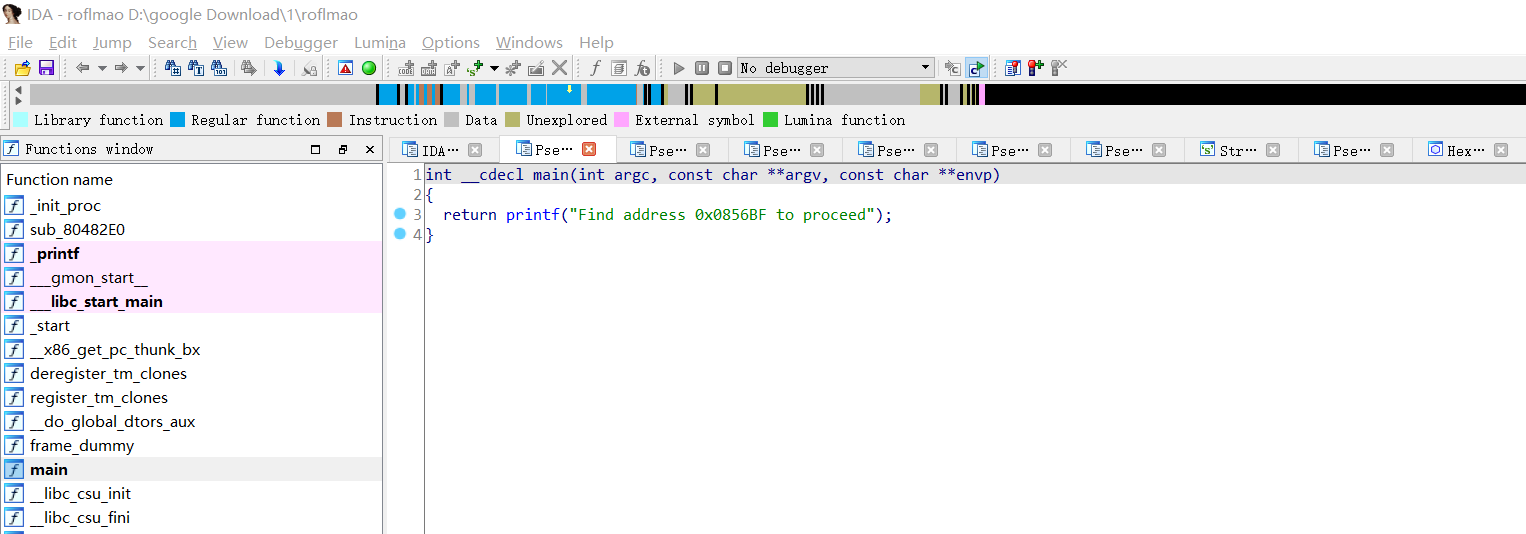 IDA - roflmao D:\google Download\1\roflmao
File Edit Jump Search View Debugger Lumina Options Windows Help
No debugger
Library function Regular function Instruction Data Unexplored External symbol Lumina function
Functions window
IDA… Pse… Pse… Pse… Pse… Pse… Pse… Str… Pse… Hex…
Function name
_init_proc
sub_80482E0
_printf
___gmon_start__
___libc_start_main
_start
__x86_get_pc_thunk_bx
deregister_tm_clones
register_tm_clones
__do_global_dtors_aux
frame_dummy
main
__libc_csu_init
__libc_csu_fini
1 int __cdecl main(int argc, const char **argv, const char **envp)
2 {
3 return printf("Find address 0x0856BF to proceed");
4 }